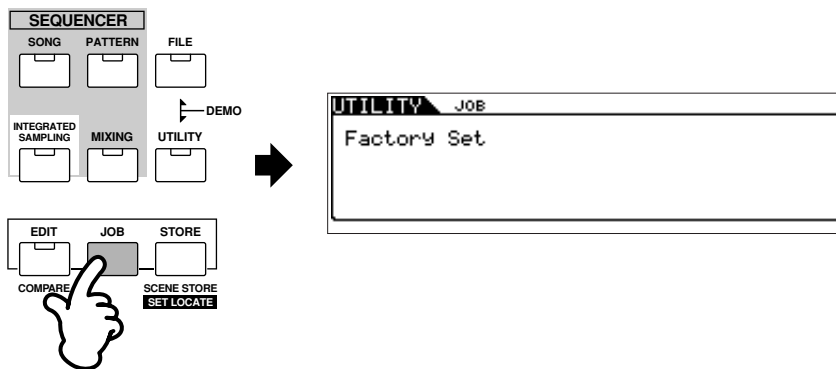 SEQUENCER
SONG PATTERN FILE
DEMO
INTEGRATED SAMPLING MIXING UTILITY
EDIT JOB STORE
COMPARE SCENE STORE
SET LOCATE
UTILITY JOB
Factory Set